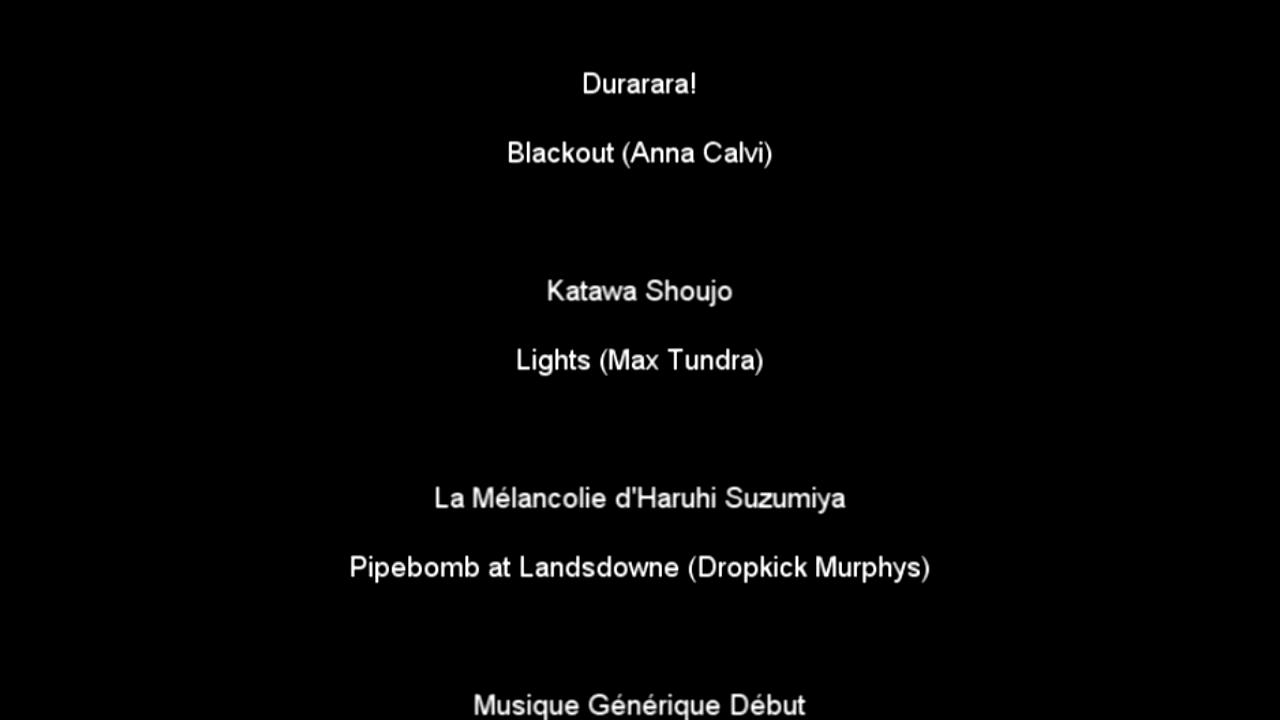 Durarara!
Blackout (Anna Calvi)
Katawa Shoujo
Lights (Max Tundra)
La Mélancolie d'Haruhi Suzumiya
Pipebomb at Landsdowne (Dropkick Murphys)
Musique Générique Début